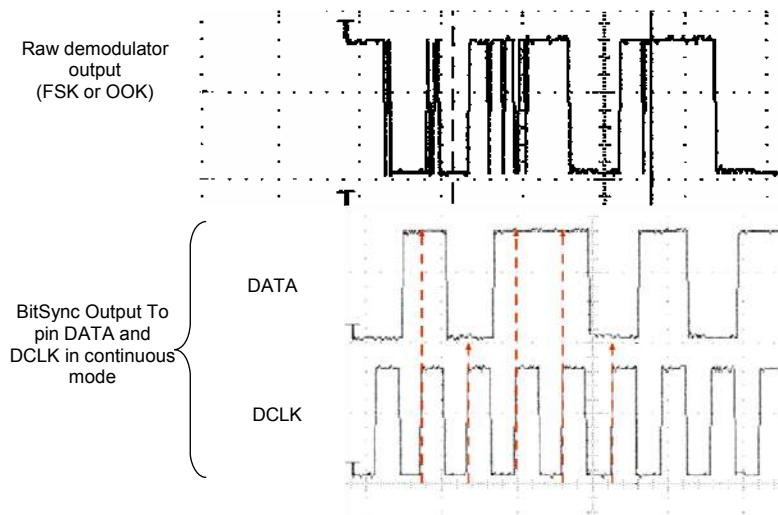 Raw demodulator
output
(FSK or OOK)
DATA
BitSync Output To
pin DATA and
DCLK in continuous
mode
DCLK